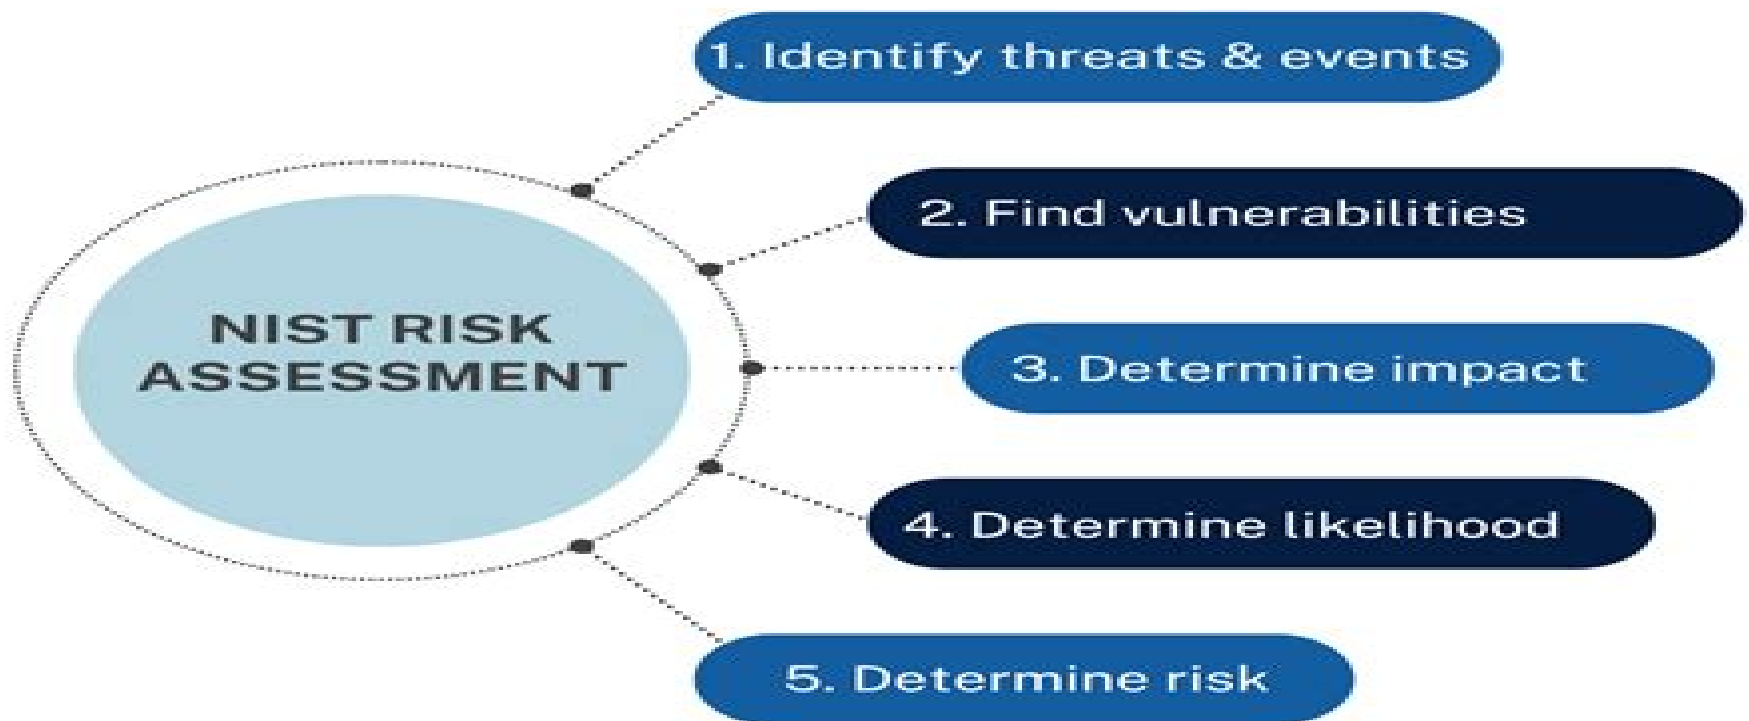 1. Identify threats & events
2. Find vulnerabilities
NIST RISK
ASSESSMENT
3. Determine impact
4. Determine likelihood
5. Determine risk